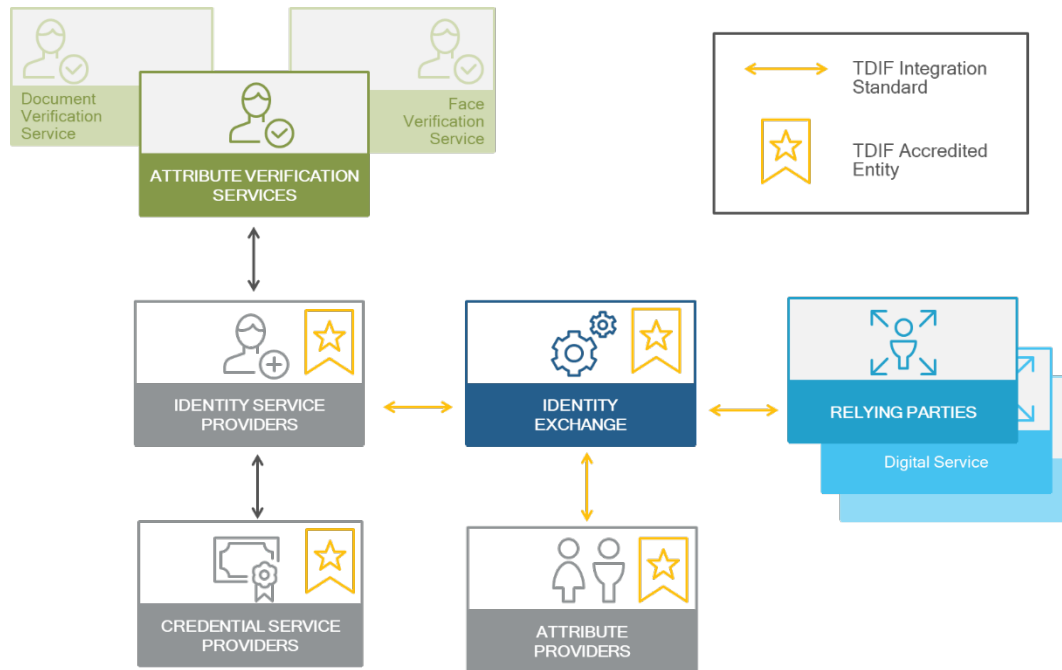 Document
Verification
Service
Face
Verification
Service
ATTRIBUTE VERIFICATION
SERVICES
TDIF Integration
Standard
TDIF Accredited
Entity
IDENTITY SERVICE
PROVIDERS
IDENTITY
EXCHANGE
RELYING PARTIES
Digital Service
CREDENTIAL SERVICE
PROVIDERS
ATTRIBUTE
PROVIDERS